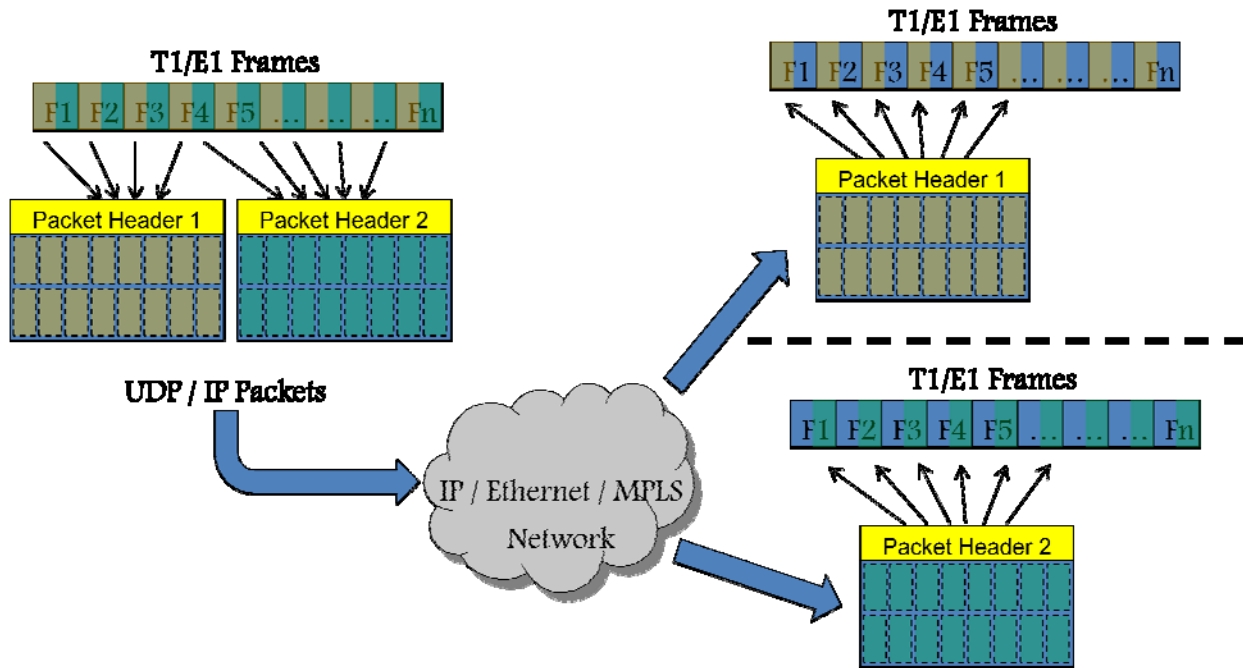 T1/E1 Frames
F1 F2 F3 F4 F5 ... ... ... Fn
Packet Header 1
Packet Header 2
UDP / IP Packets
IP / Ethernet / MPLS
Network
T1/E1 Frames
F1 F2 F3 F4 F5 ... ... ... Fn
Packet Header 1
T1/E1 Frames
F1 F2 F3 F4 F5 ... ... ... Fn
Packet Header 2